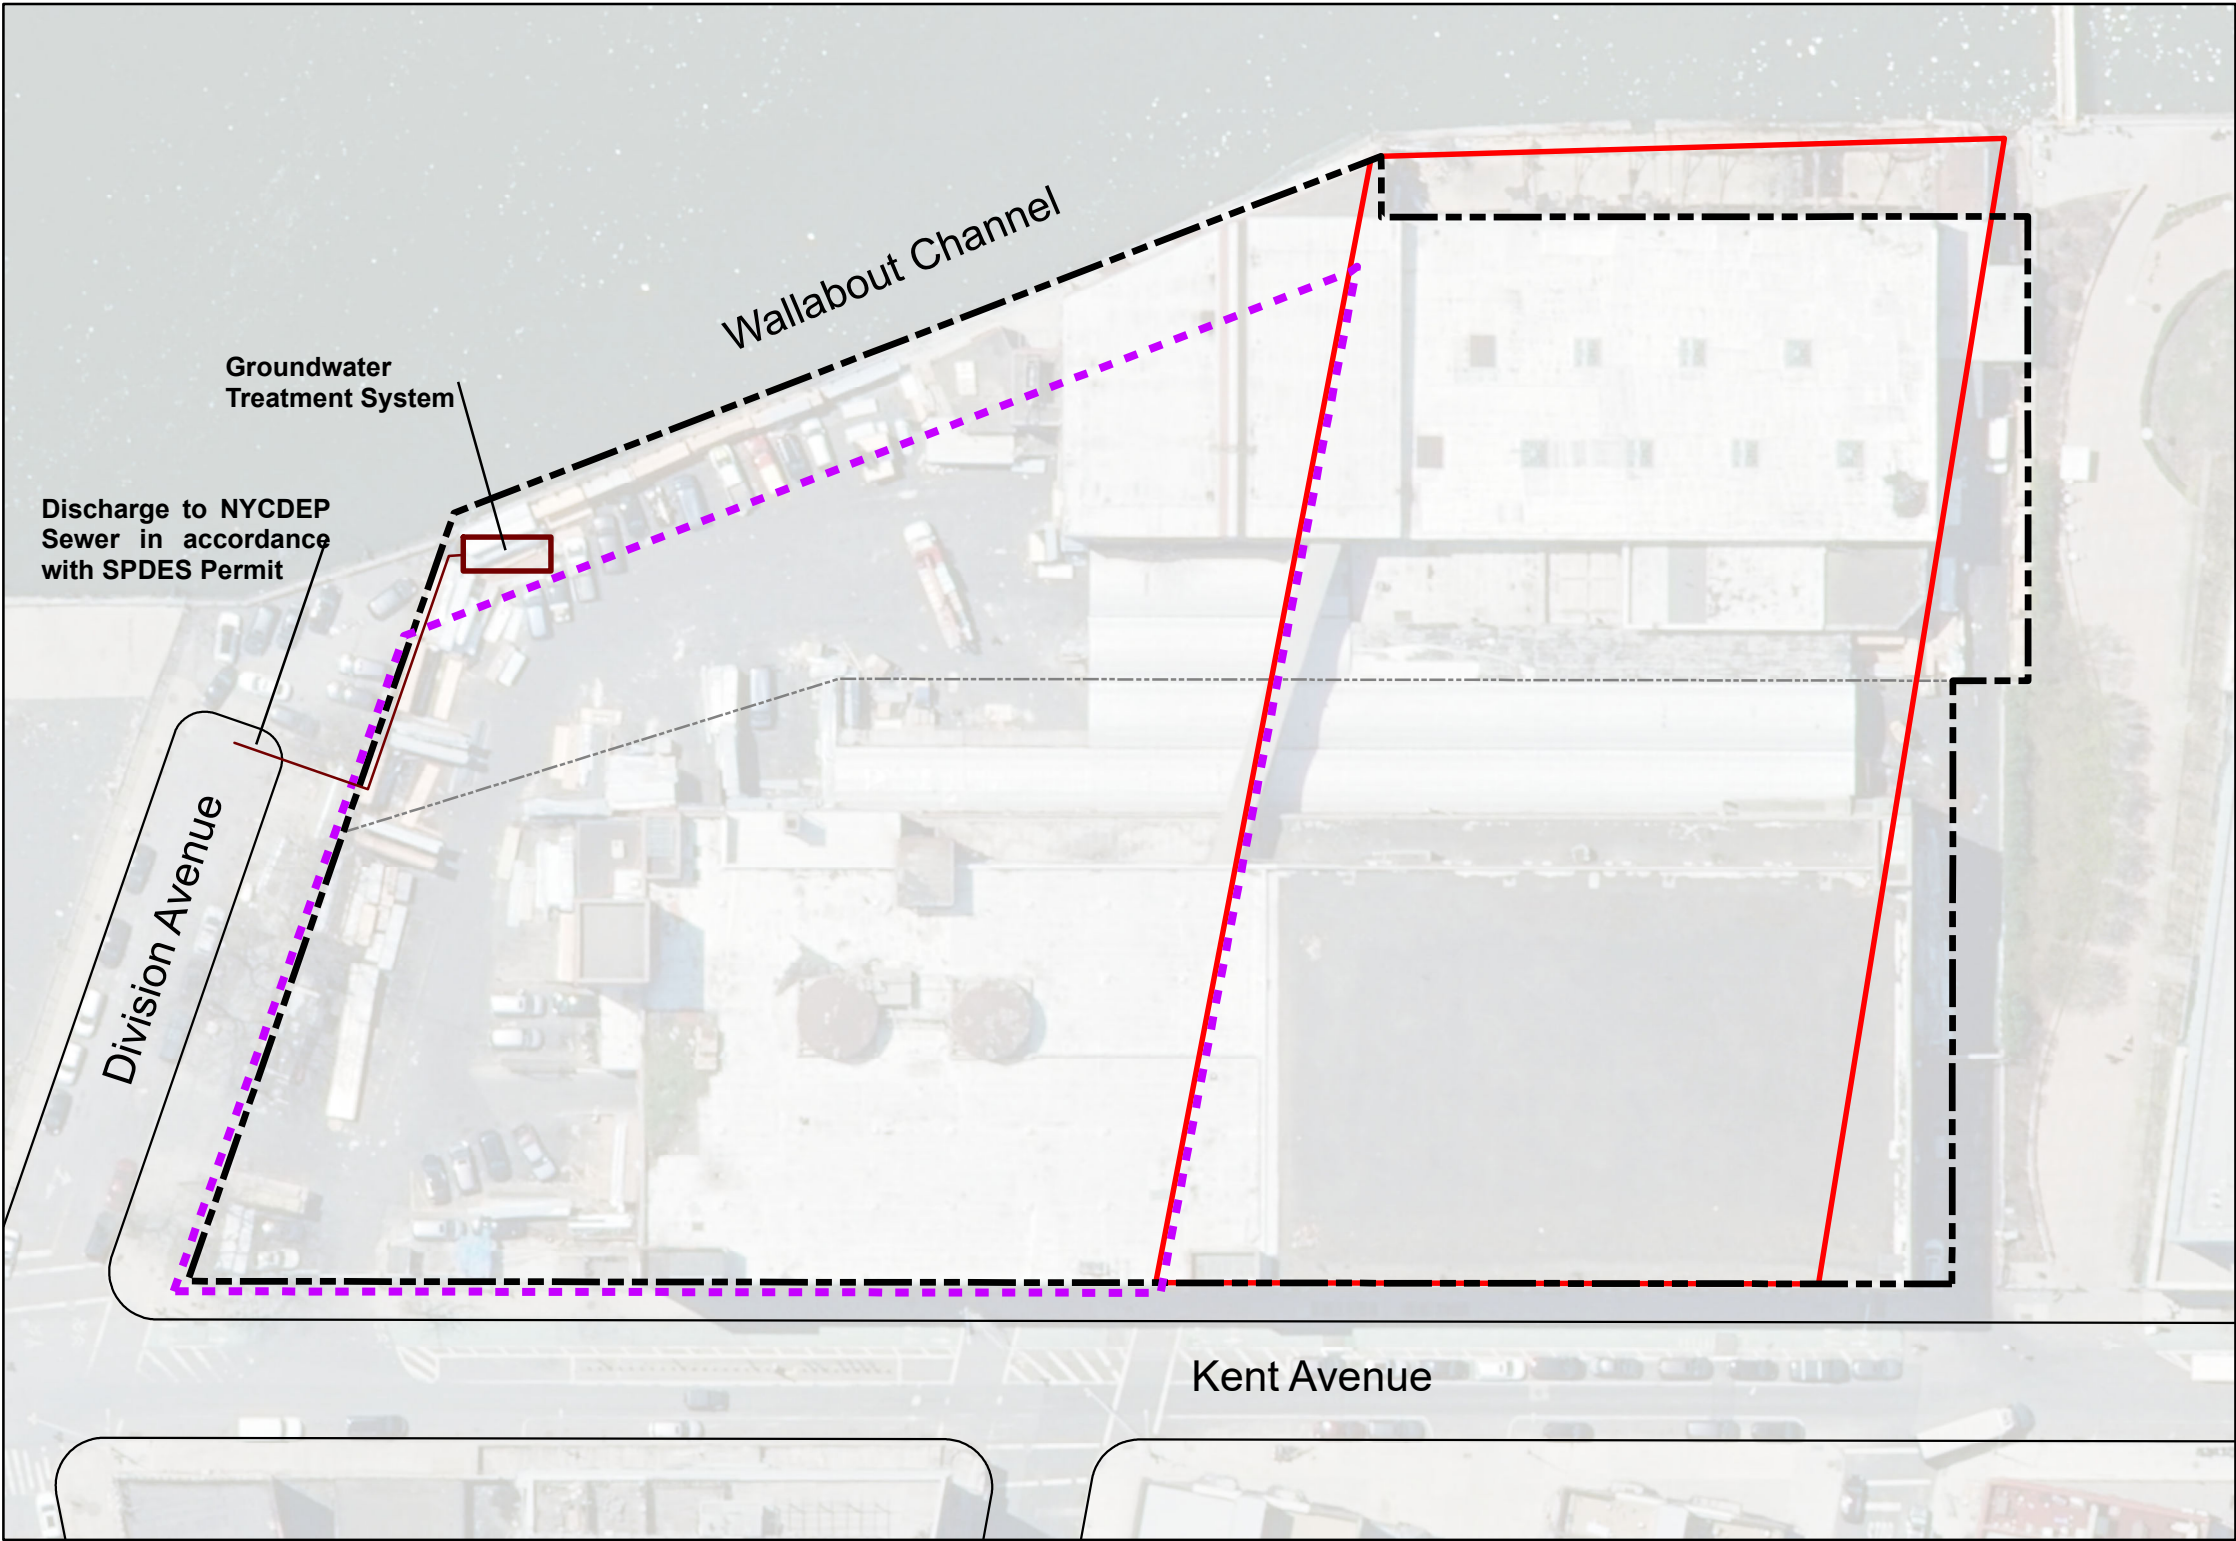 Wallabout Channel
Groundwater
Treatment System
Discharge to NYCDEP
Sewer in accordance
with SPDES Permit
Division Avenue
Kent Avenue